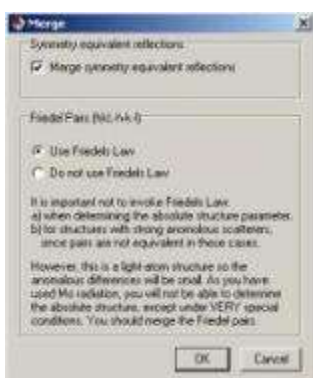 Merge
Symmetry equivalent reflections
Merge symmetry equivalent reflections
Friedel Pairs (hkl,-h-k-l)
Use Friedels Law
Do not use Friedels Law
It is important not to invoke Friedels Law:
a) when determining the absolute structure parameter.
b) for structures with strong anomolous scatterers,
since pairs are not equivalent in these cases.
However, this is a light-atom structure so the
anomalous differences will be small. As you have
used Mo radiation, you will not be able to determine
the absolute structure, except under VERY special
conditions. You should merge the Friedel pairs.
OK
Cancel